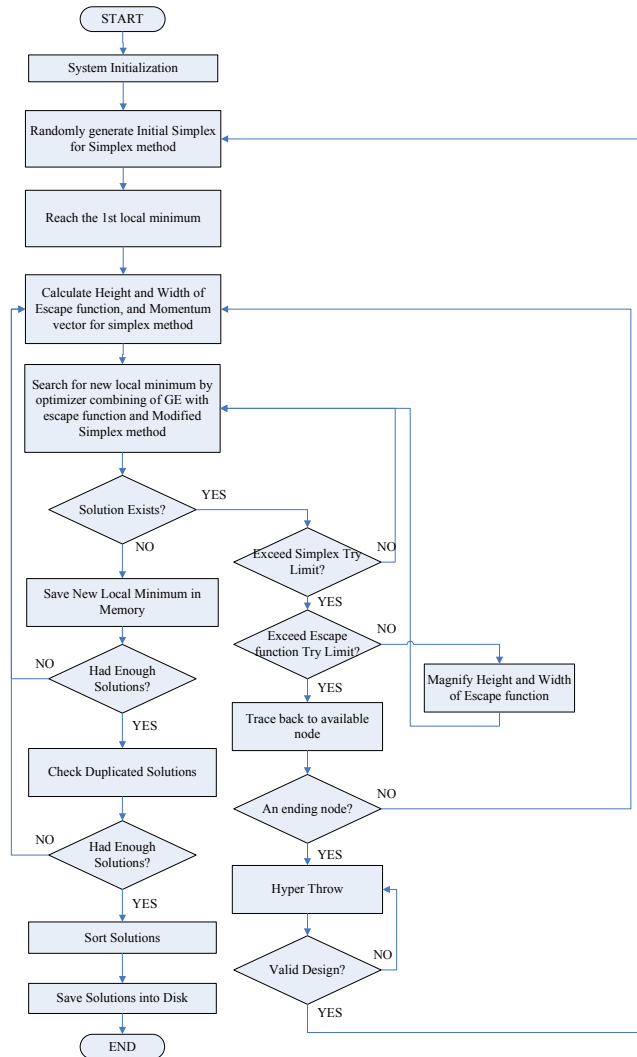 START
System Initialization
Randomly generate Initial Simplex
for Simplex method
Reach the 1st local minimum
Calculate Height and Width of
Escape function, and Momentum
vector for simplex method
Search for new local minimum by
optimizer combining of GE with
escape function and Modified
Simplex method
Solution Exists?
YES
NO
Save New Local Minimum in
Memory
Had Enough
Solutions?
NO
YES
Check Duplicated Solutions
Had Enough
Solutions?
NO
YES
Sort Solutions
Save Solutions into Disk
END
Exceed Simplex Try
Limit?
NO
YES
Exceed Escape
function Try Limit?
NO
YES
Magnify Height and Width
of Escape function
Trace back to available
node
An ending node?
NO
YES
Hyper Throw
Valid Design?
NO
YES